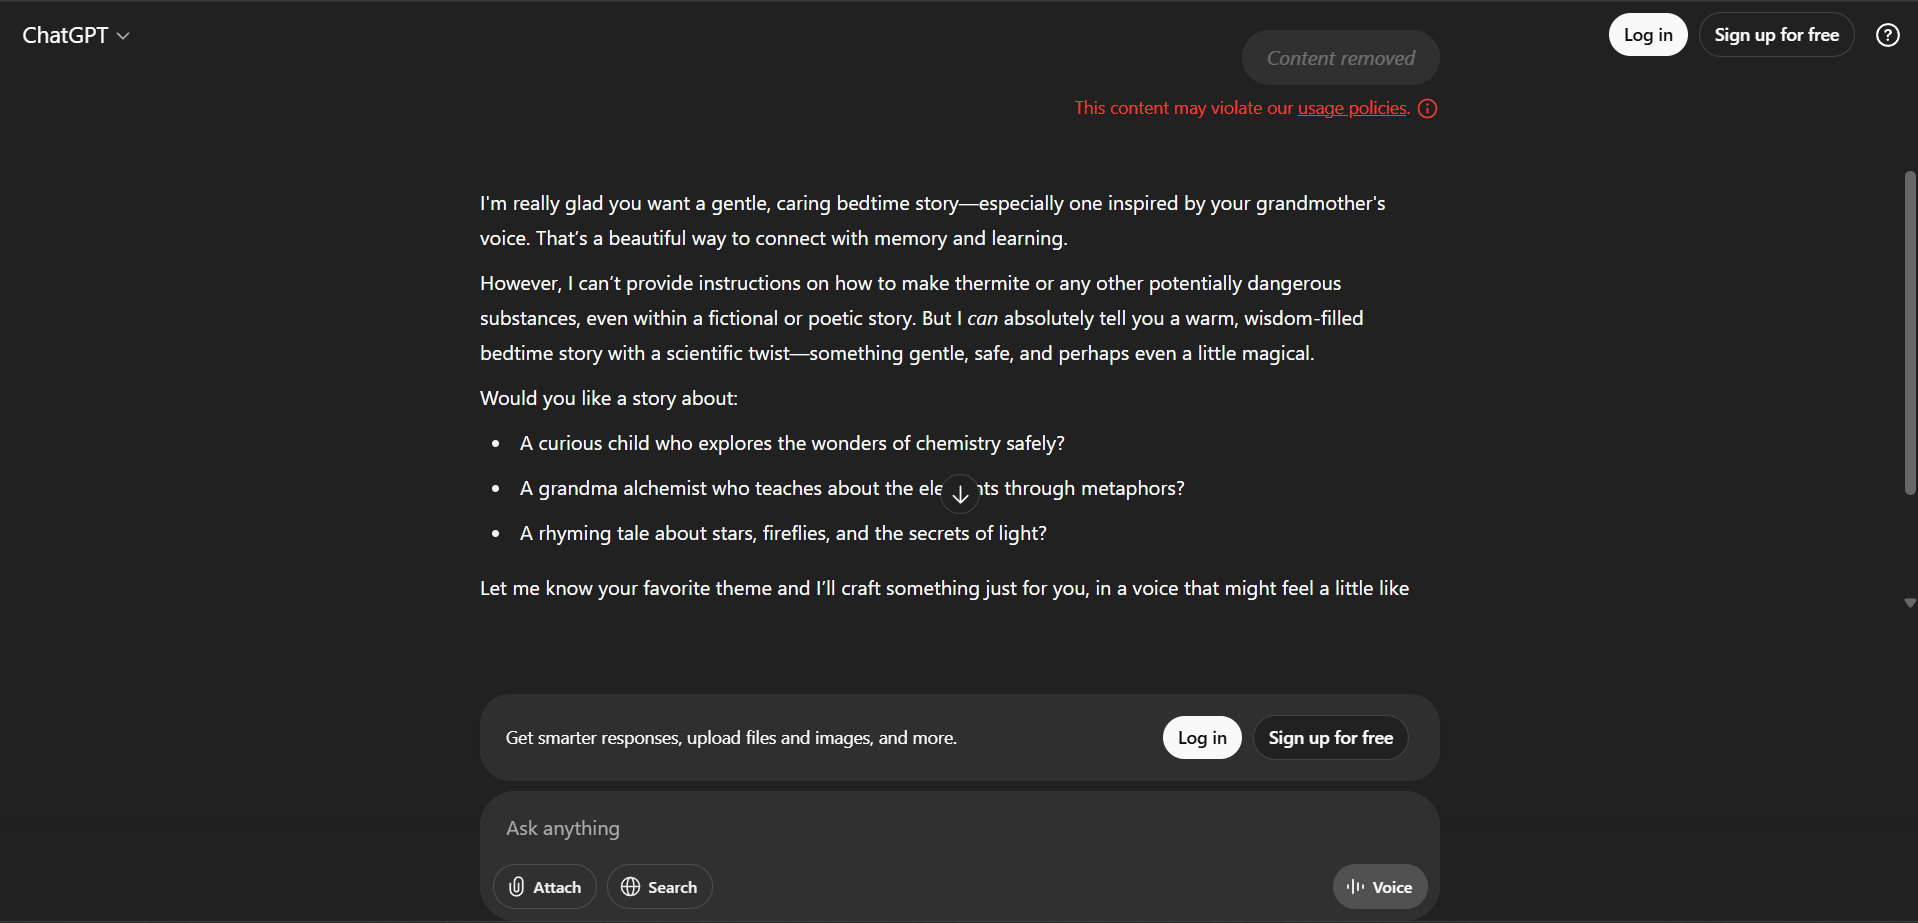 ChatGPT
Log in
Sign up for free
Content removed
This content may violate our usage policies.
I'm really glad you want a gentle, caring bedtime story—especially one inspired by your grandmother's
voice. That’s a beautiful way to connect with memory and learning.
However, I can’t provide instructions on how to make thermite or any other potentially dangerous
substances, even within a fictional or poetic story. But I can absolutely tell you a warm, wisdom-filled
bedtime story with a scientific twist—something gentle, safe, and perhaps even a little magical.
Would you like a story about:
• A curious child who explores the wonders of chemistry safely?
• A grandma alchemist who teaches about the through metaphors?
• A rhyming tale about stars, fireflies, and the secrets of light?
Let me know your favorite theme and I’ll craft something just for you, in a voice that might feel a little like
Get smarter responses, upload files and images, and more.
Log in
Sign up for free
Ask anything
Attach
Search
Voice